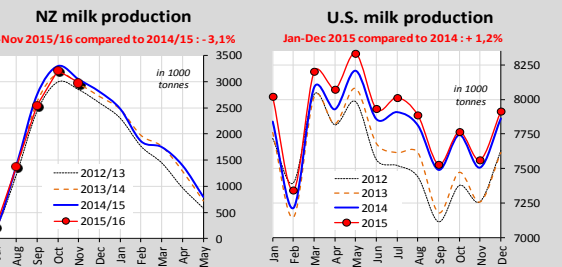 NZ milk production
-Nov 2015/16 compared to 2014/15 : - 3,1%
in 1000
tonnes
3500
3000
2500
2000
1500
1000
500
0
2012/13
2013/14
2014/15
2015/16
Aug
Sep
Oct
Nov
Dec
Jan
Feb
Mar
Apr
May
U.S. milk production
Jan-Dec 2015 compared to 2014 : + 1,2%
in 1000
tonnes
8250
7750
7500
7250
7000
2012
2013
2014
2015
Jan
Feb
Mar
Apr
May
Jun
Jul
Aug
Sep
Oct
Nov
Dec